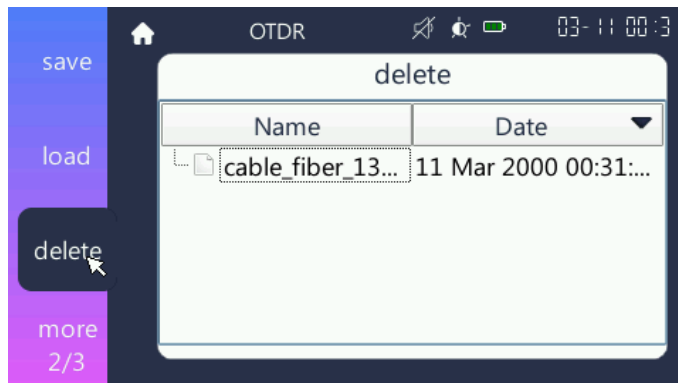 OTDR 03-11 00:3
save
delete
Name Date
load
cable_fiber_13... 11 Mar 2000 00:31:...
delete
more
2/3